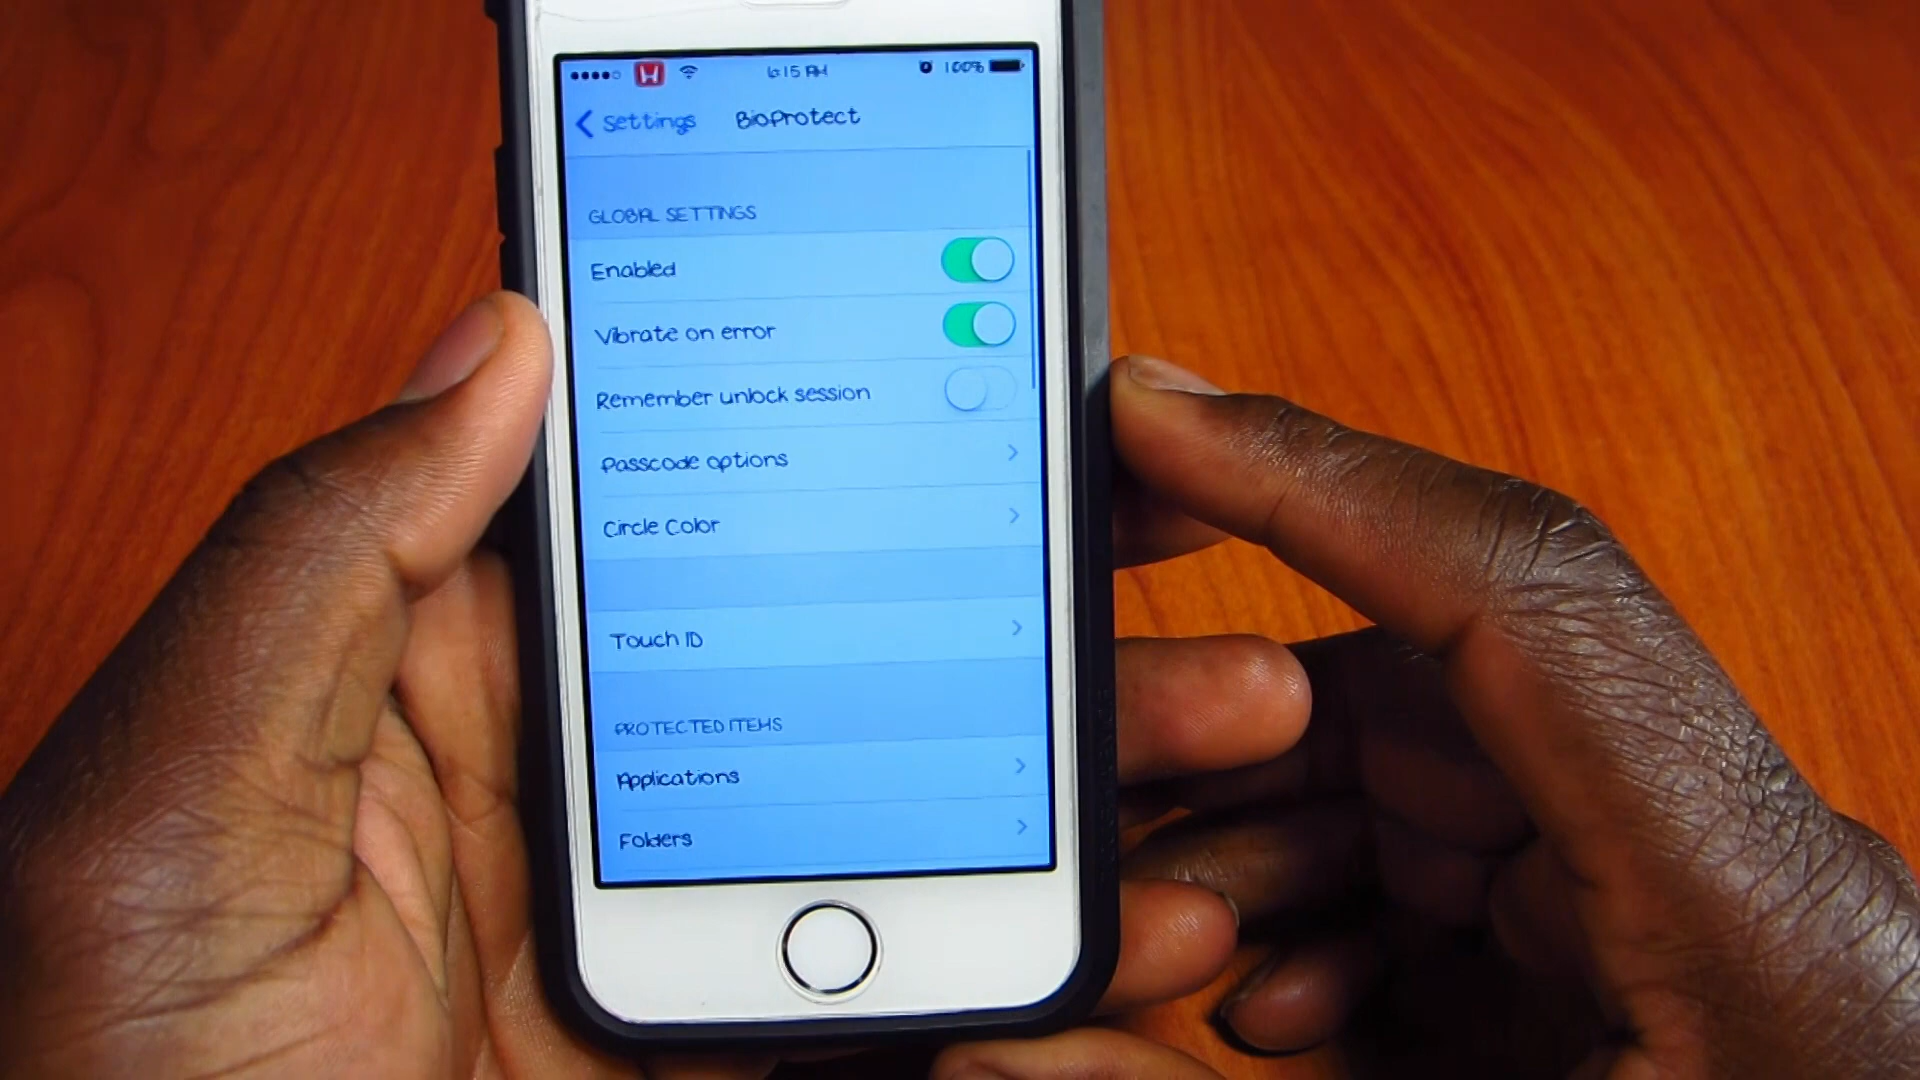 H 6:15 PM 100%
Settings BioProtect
GLOBAL SETTINGS
Enabled
Vibrate on error
Remember unlock session
Passcode options
Circle Color
Touch ID
PROTECTED ITEMS
Applications
Folders